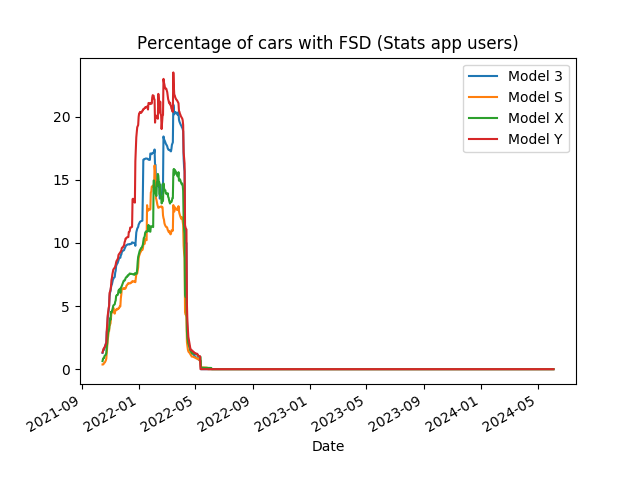 Percentage of cars with FSD (Stats app users)
Model 3
Model S
Model X
Model Y
20
15
10
5
0
2021-09
2022-01
2022-05
2022-09
2023-01
2023-05
2023-09
2024-01
2024-05
Date